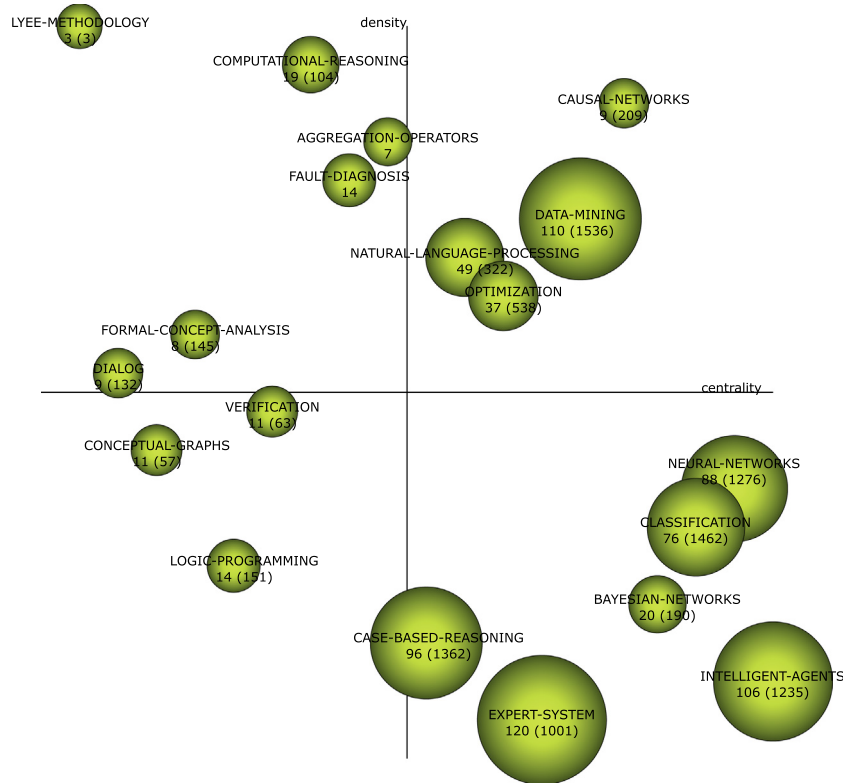 density
LYEE-METHODOLOGY
3 (3)
COMPUTATIONAL-REASONING
19 (104)
CAUSAL-NETWORKS
9 (209)
AGGREGATION-OPERATORS
7
FAULT-DIAGNOSIS
14
DATA-MINING
110 (1536)
NATURAL-LANGUAGE-PROCESSING
49 (322)
OPTIMIZATION
37 (538)
FORMAL-CONCEPT-ANALYSIS
8 (145)
DIALOG
9 (132)
centrality
VERIFICATION
11 (63)
CONCEPTUAL-GRAPHS
11 (57)
NEURAL-NETWORKS
88 (1276)
CLASSIFICATION
76 (1462)
LOGIC-PROGRAMMING
14 (151)
BAYESIAN-NETWORKS
20 (190)
CASE-BASED-REASONING
96 (1362)
INTELLIGENT-AGENTS
106 (1235)
EXPERT-SYSTEM
120 (1001)